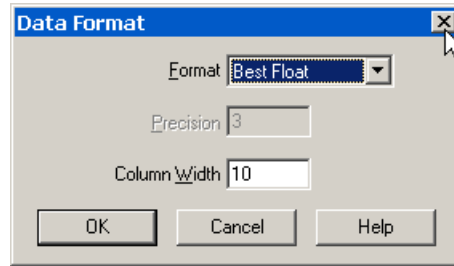 Data Format
Format Best Float
Precision 3
Column Width 10
OK Cancel Help